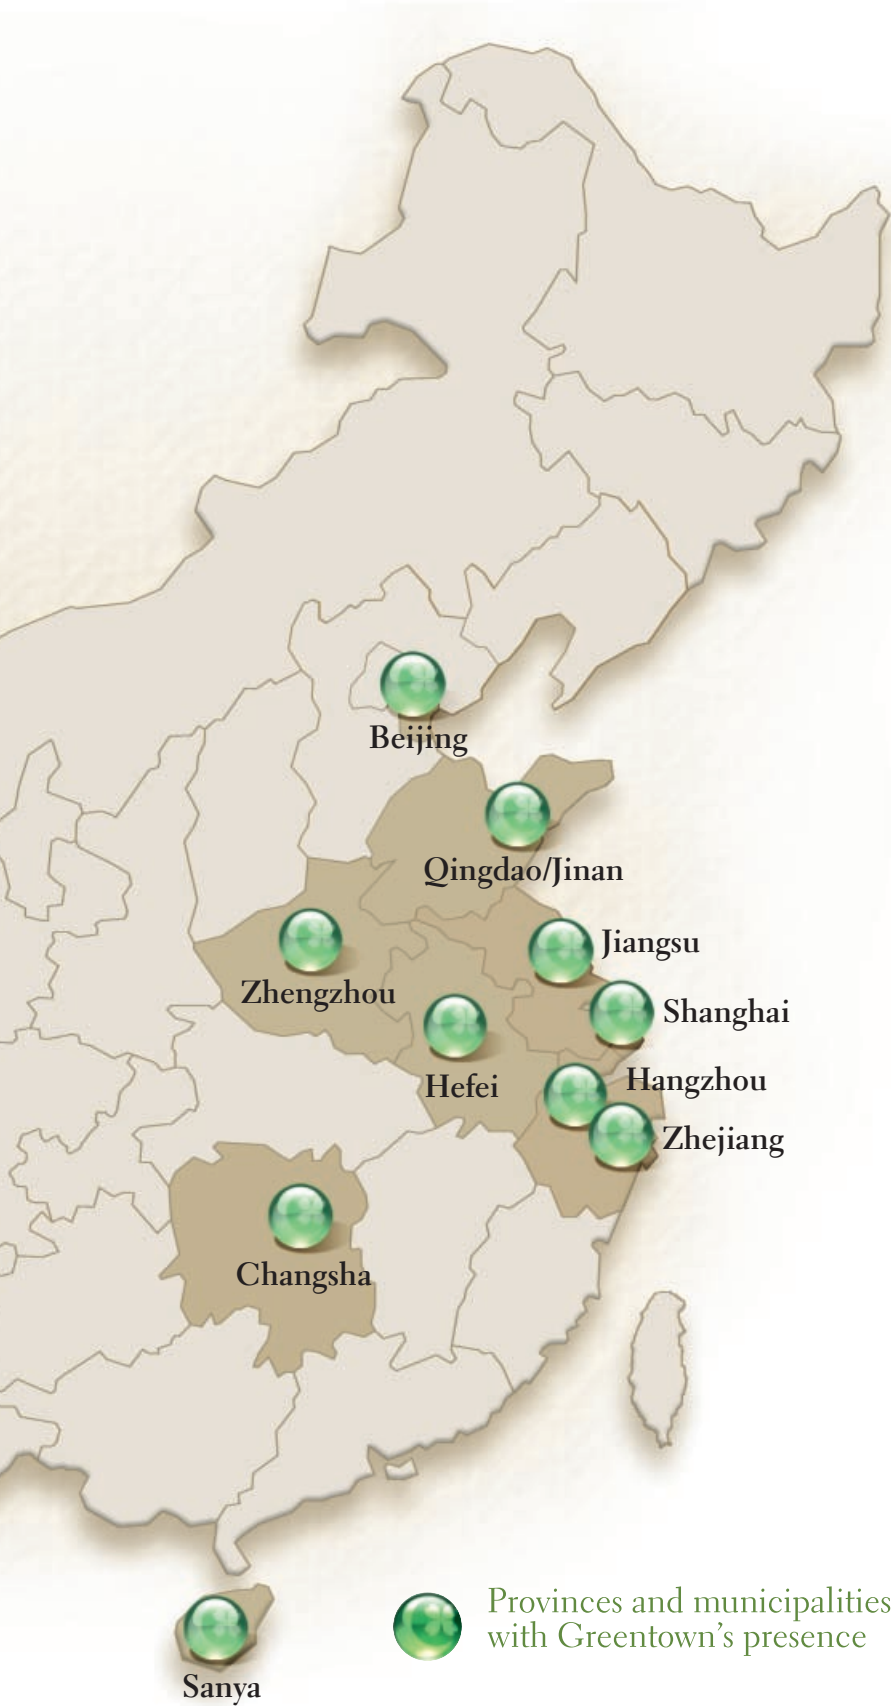 Beijing
Qingdao/Jinan
Jiangsu
Zhengzhou
Shanghai
Hefei
Hangzhou
Zhejiang
Changsha
Provinces and municipalities
with Greentown's presence
Sanya